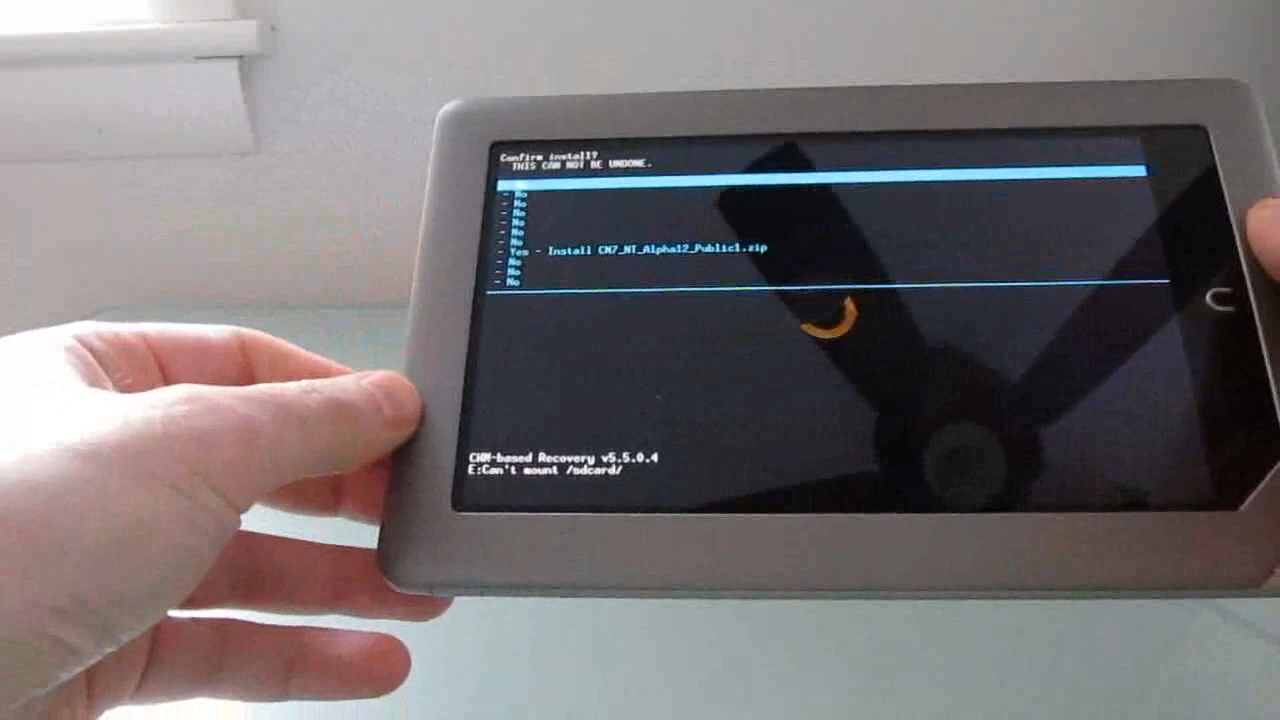 Confirm install?
THIS CAN NOT BE UNDONE.
- No
- No
- No
- No
- No
- No
- No
- Yes - Install CM7_NT_Alpha12_Public1.zip
- No
- No
- No
CWM-based Recovery v5.5.0.4
E:Can't mount /sdcard/